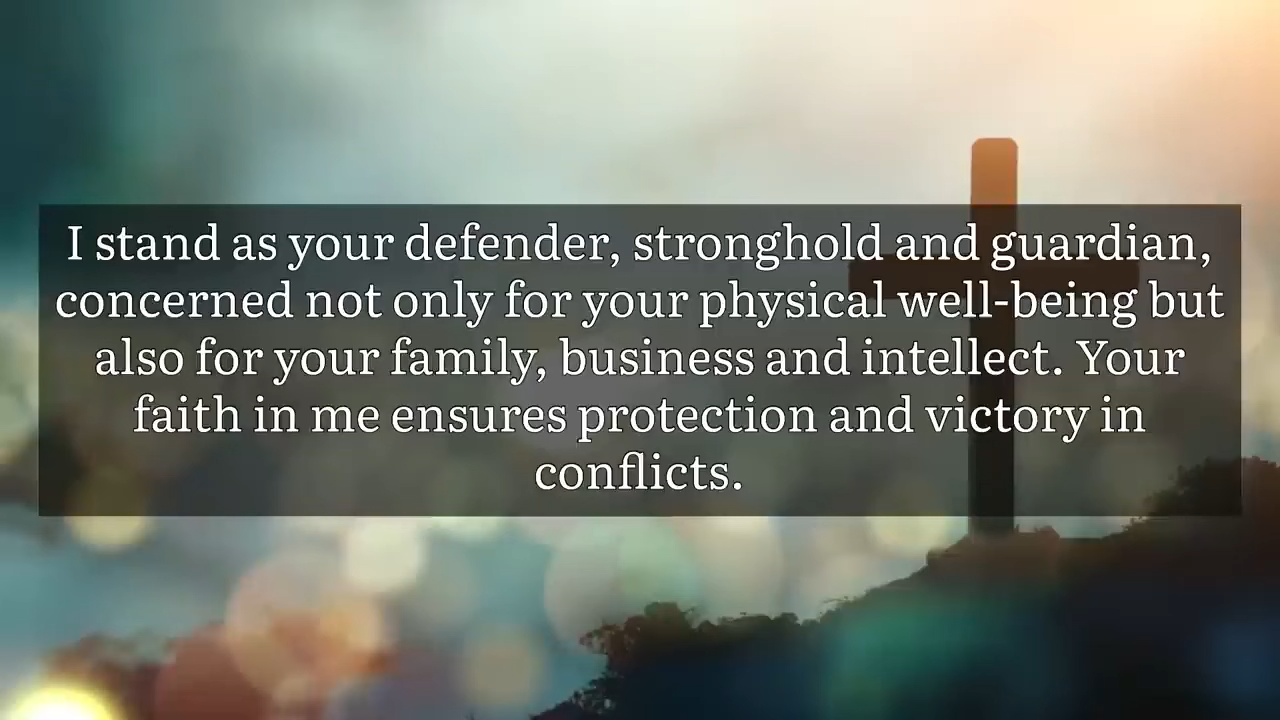 I stand as your defender, stronghold and guardian,
concerned not only for your physical well-being but
also for your family, business and intellect. Your
faith in me ensures protection and victory in
conflicts.